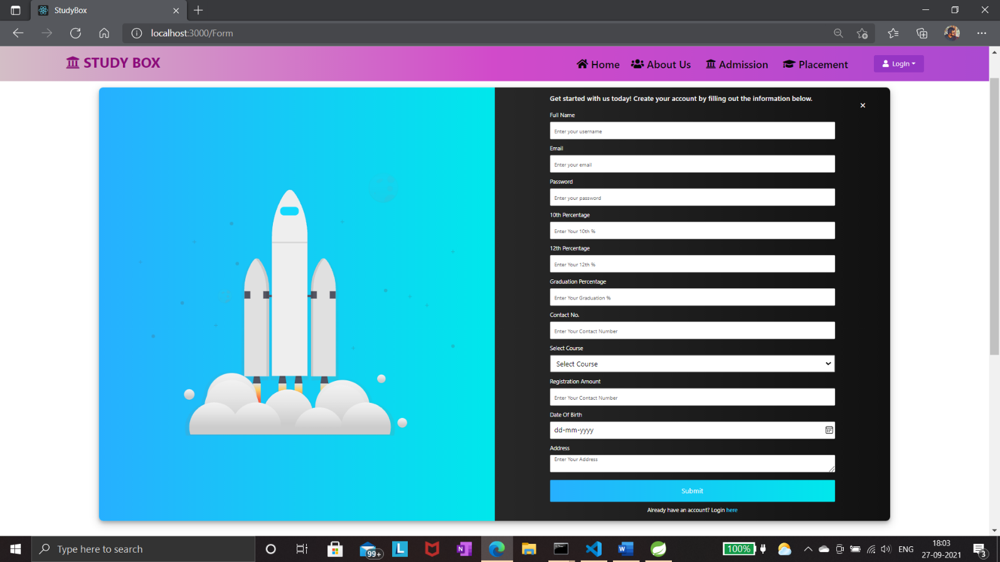 StudyBox
localhost:3000/Form
STUDY BOX
Home
About Us
Admission
Placement
LogIn
Get started with us today! Create your account by filling out the information below.
Full Name
Enter your username
Email
Enter your email
Password
Enter your password
10th Percentage
Enter Your 10th %
12th Percentage
Enter Your 12th %
Graduation Percentage
Enter Your Graduation %
Contact No.
Enter Your Contact Number
Select Course
Select Course
Registration Amount
Enter Your Contact Number
Date Of Birth
dd-mm-yyyy
Address
Enter Your Address
Submit
Already have an account? Login here
Type here to search
99+
L
N
W
100%
ENG
18:03
27-09-2021
3